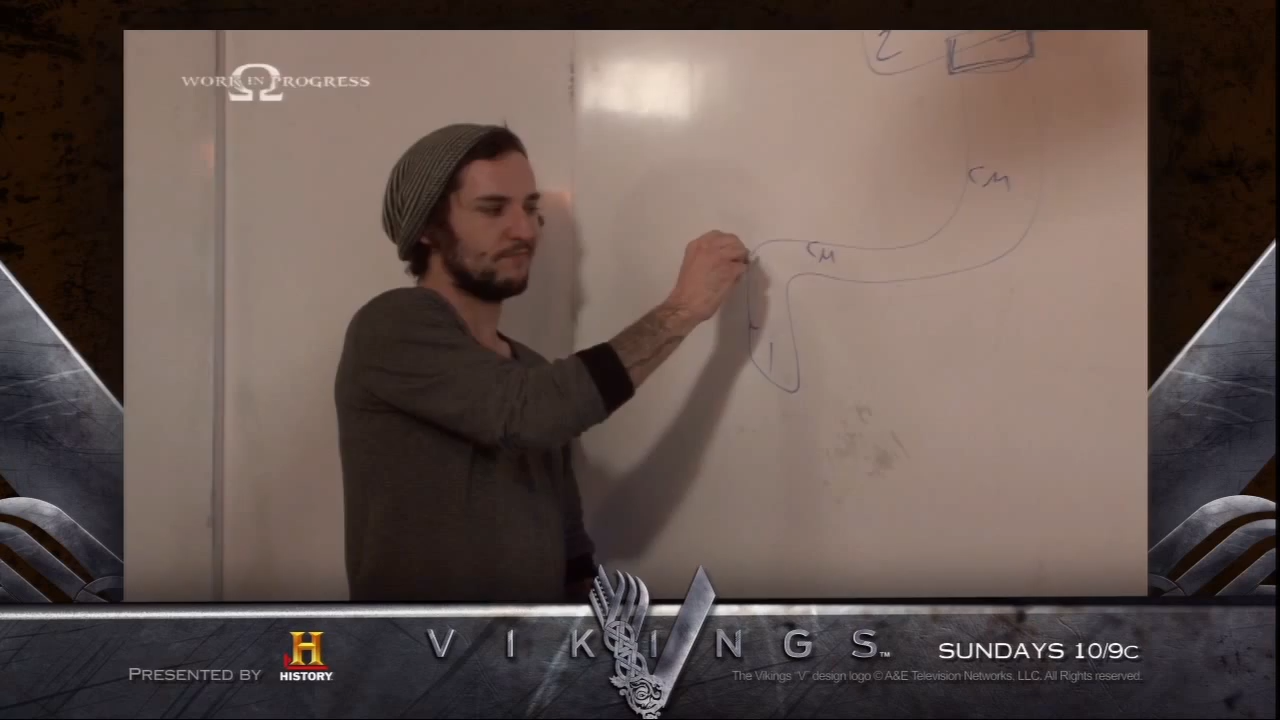 WORK IN PROGRESS
Ω
2
CM
CM
1
VIKINGS™
SUNDAYS 10/9C
PRESENTED BY
H
HISTORY
The Vikings "V" design logo © A&E Television Networks, LLC. All Rights reserved.